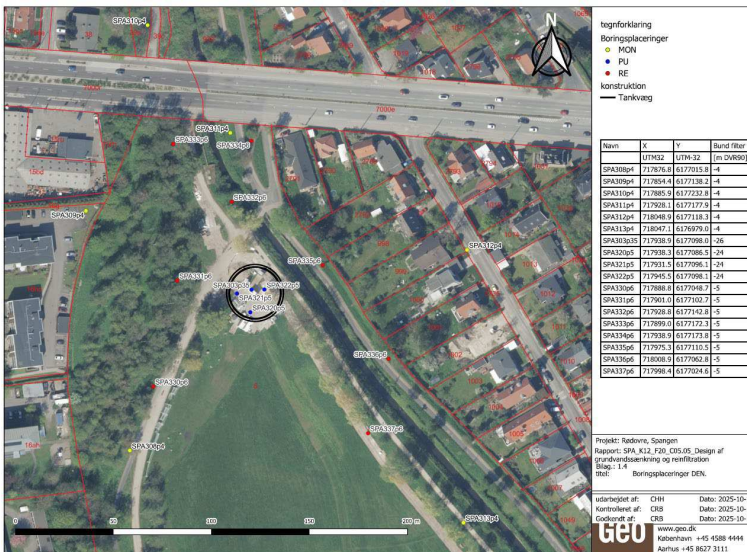 tegnforklaring
Boringsplaceringer
MON
PU
RE
konstruktion
Tankvæg
N
SPA310p4
SPA311p4
SPA333p6
SPA334p6
7000e
SPA332p6
SPA309p4
SPA312p4
SPA335p6
SPA331p6
SPA303p35
SPA322p5
SPA321p5
SPA320p5
SPA336p6
SPA330p6
SPA337p6
SPA308p4
SPA313p4
0 50 100 150 200 m
Navn X Y Bund filter
UTM32 UTM-32 [m DVR90]
SPA308p4 717876.8 6177015.8 -4
SPA309p4 717854.4 6177138.2 -4
SPA310p4 717885.9 6177232.8 -4
SPA311p4 717928.1 6177177.9 -4
SPA312p4 718048.9 6177118.3 -4
SPA313p4 718047.1 6176979.0 -4
SPA303p35 717938.9 6177098.0 -26
SPA320p5 717938.3 6177086.5 -24
SPA321p5 717931.5 6177096.1 -24
SPA322p5 717945.5 6177098.1 -24
SPA330p6 717888.8 6177048.7 -5
SPA331p6 717901.0 6177102.7 -5
SPA332p6 717928.8 6177142.8 -5
SPA333p6 717899.0 6177172.3 -5
SPA334p6 717938.9 6177173.8 -5
SPA335p6 717975.3 6177110.5 -5
SPA336p6 718008.9 6177062.8 -5
SPA337p6 717998.4 6177024.6 -5
Projekt: Rødovre, Spangen
Rapport: SPA_K12_F20_C05.05_Design af
grundvandssænkning og reinfiltration
Bilag.: 1.4
titel: Boringsplaceringer DEN.
udarbejdet af: CHH Dato: 2025-10-
Kontrolleret af: CRB Dato: 2025-10-
Godkendt af: CRB Dato: 2025-10-
Geo
www.geo.dk
København +45 4588 4444
Aarhus +45 8627 3111